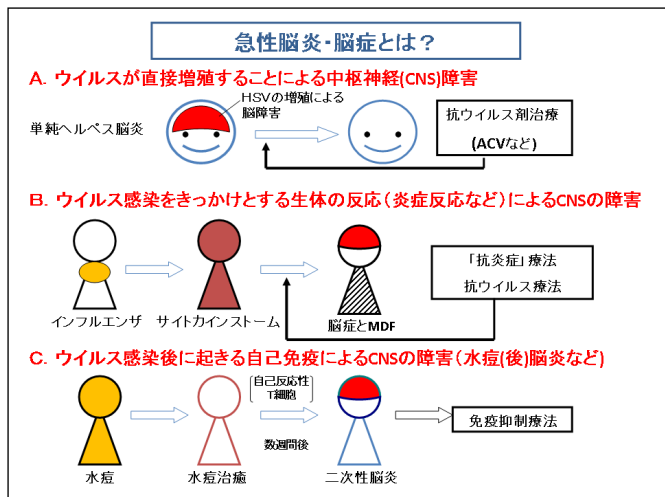 急性脳炎・脳症とは？
A. ウイルスが直接増殖することによる中枢神経(CNS)障害
HSVの増殖による
脳障害
単純ヘルペス脳炎
抗ウイルス剤治療
(ACVなど)
B. ウイルス感染をきっかけとする生体の反応（炎症反応など）によるCNSの障害
「抗炎症」療法
抗ウイルス療法
インフルエンザ
サイトカインストーム
脳症とMDF
C. ウイルス感染後に起きる自己免疫によるCNSの障害（水痘(後)脳炎など)
自己反応性
T細胞
免疫抑制療法
数週間後
水痘
水痘治癒
二次性脳炎